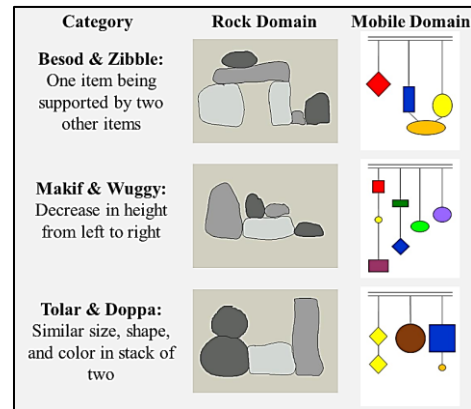 Category Rock Domain Mobile Domain
Besod & Zibble:
One item being
supported by two
other items
Makif & Wuggy:
Decrease in height
from left to right
Tolar & Doppa:
Similar size, shape,
and color in stack of
two